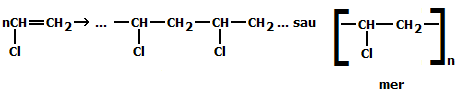 nCH=CH₂→ ... —CH—CH₂—CH—CH₂... sau [—CH—CH₂—]n
Cl Cl Cl Cl
mer